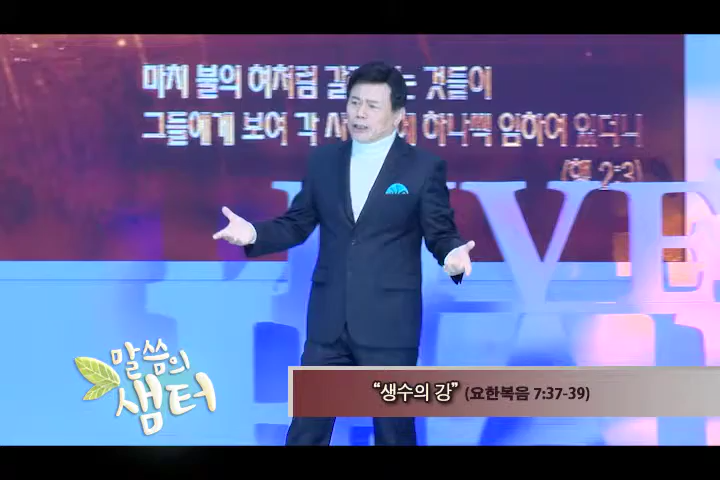 마치 불의 혀처럼 것들이
그들에게 보여 각 하나씩 임하여 있더니
(행 2:3)
말씀의
샘터
“생수의 강” (요한복음 7:37-39)